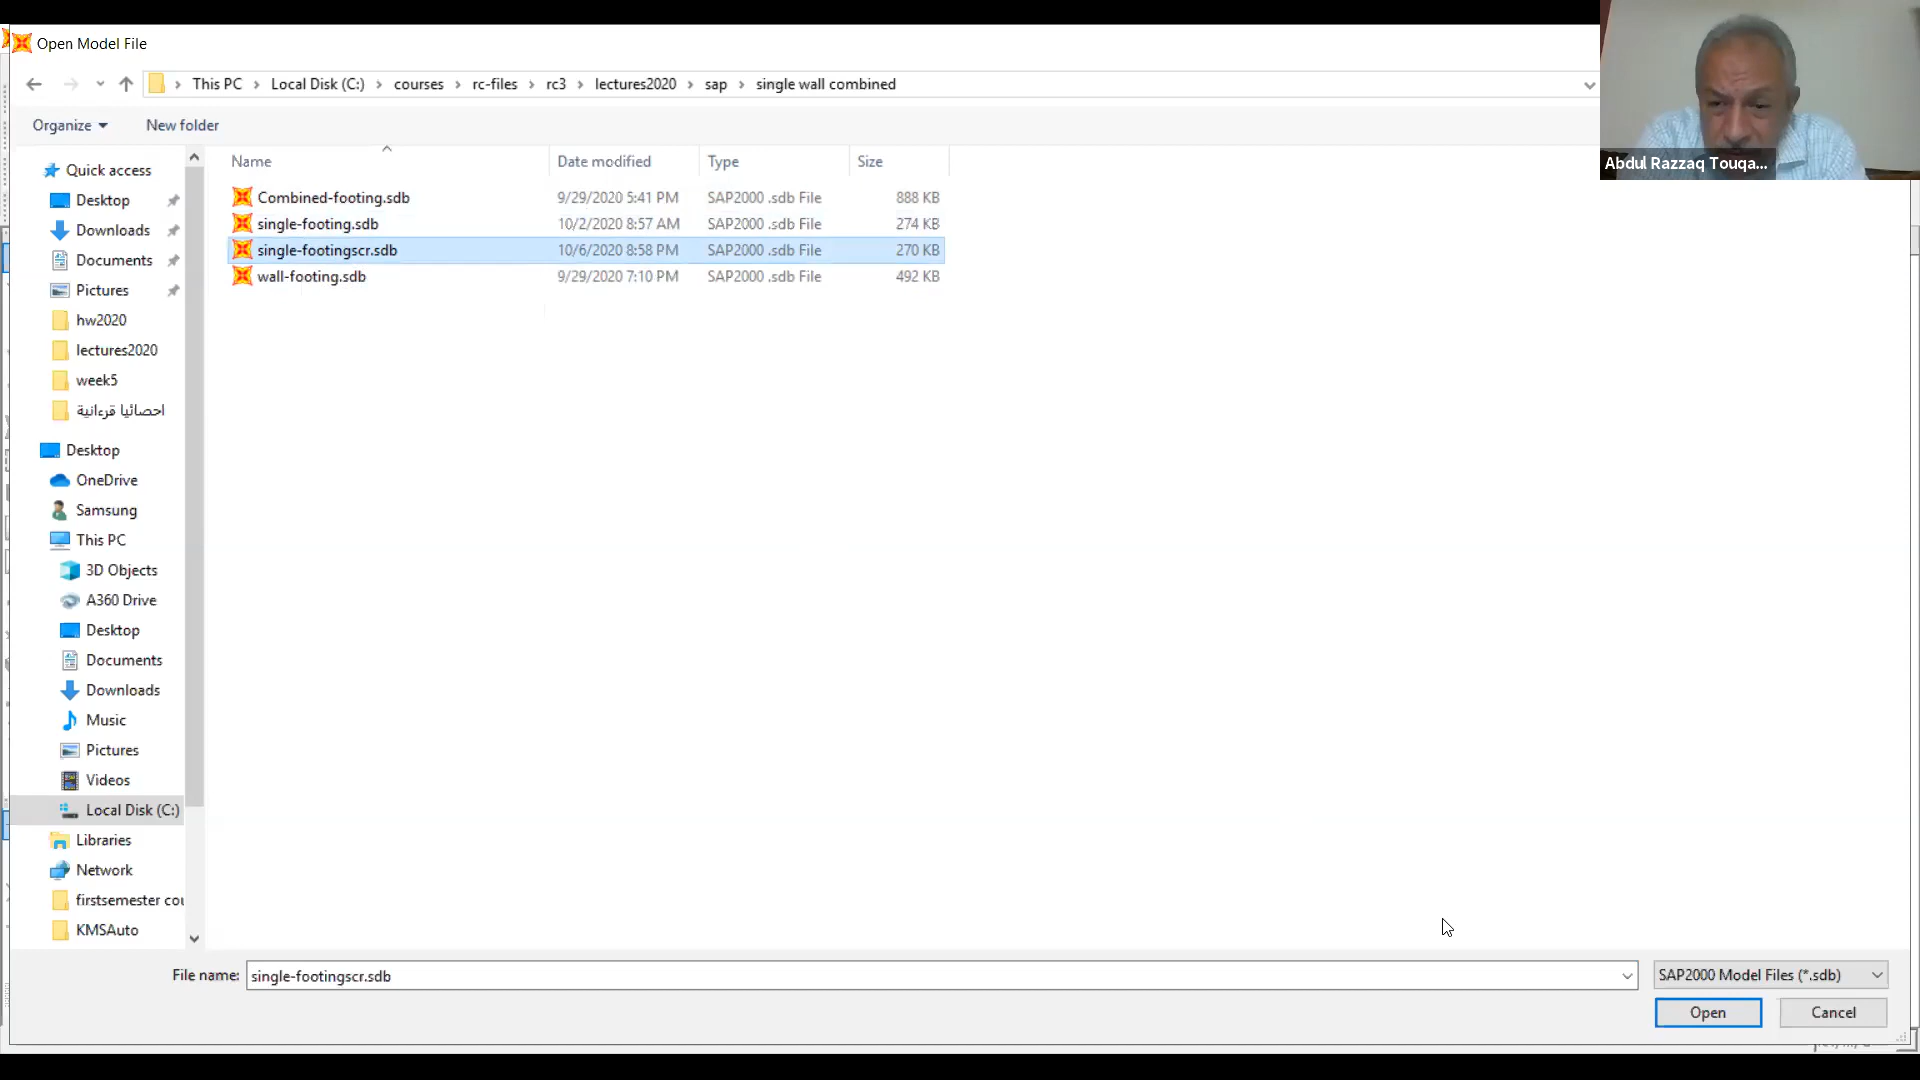 Open Model File
This PC > Local Disk (C:) > courses > rc-files > rc3 > lectures2020 > sap > single wall combined
Abdul Razzaq Touqa...
Organize
New folder
Name
Date modified
Type
Size
Combined-footing.sdb 9/29/2020 5:41 PM SAP2000 .sdb File 888 KB
single-footing.sdb 10/2/2020 8:57 AM SAP2000 .sdb File 274 KB
single-footingscr.sdb 10/6/2020 8:58 PM SAP2000 .sdb File 270 KB
wall-footing.sdb 9/29/2020 7:10 PM SAP2000 .sdb File 492 KB
Quick access
Desktop
Downloads
Documents
Pictures
hw2020
lectures2020
week5
احصائيا قرءانية
Desktop
OneDrive
Samsung
This PC
3D Objects
A360 Drive
Desktop
Documents
Downloads
Music
Pictures
Videos
Local Disk (C:)
Libraries
Network
firstsemester cou
KMSAuto
File name: single-footingscr.sdb
SAP2000 Model Files (*.sdb)
Open
Cancel